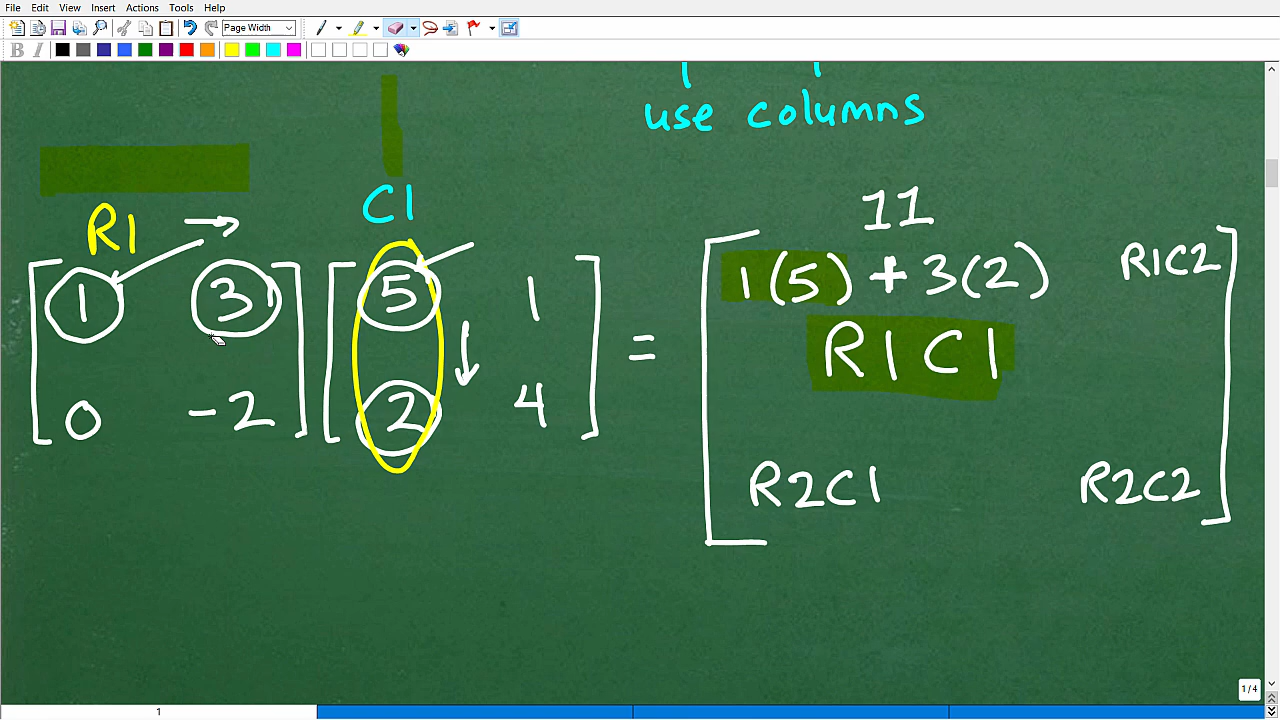 File Edit View Insert Actions Tools Help
Page Width
B I
use columns
C1
R1 →
11
1(5) + 3(2) R1C2
1 3 5 1
R1C1
=
0 -2 2 4
R2C1 R2C2
1/4
1